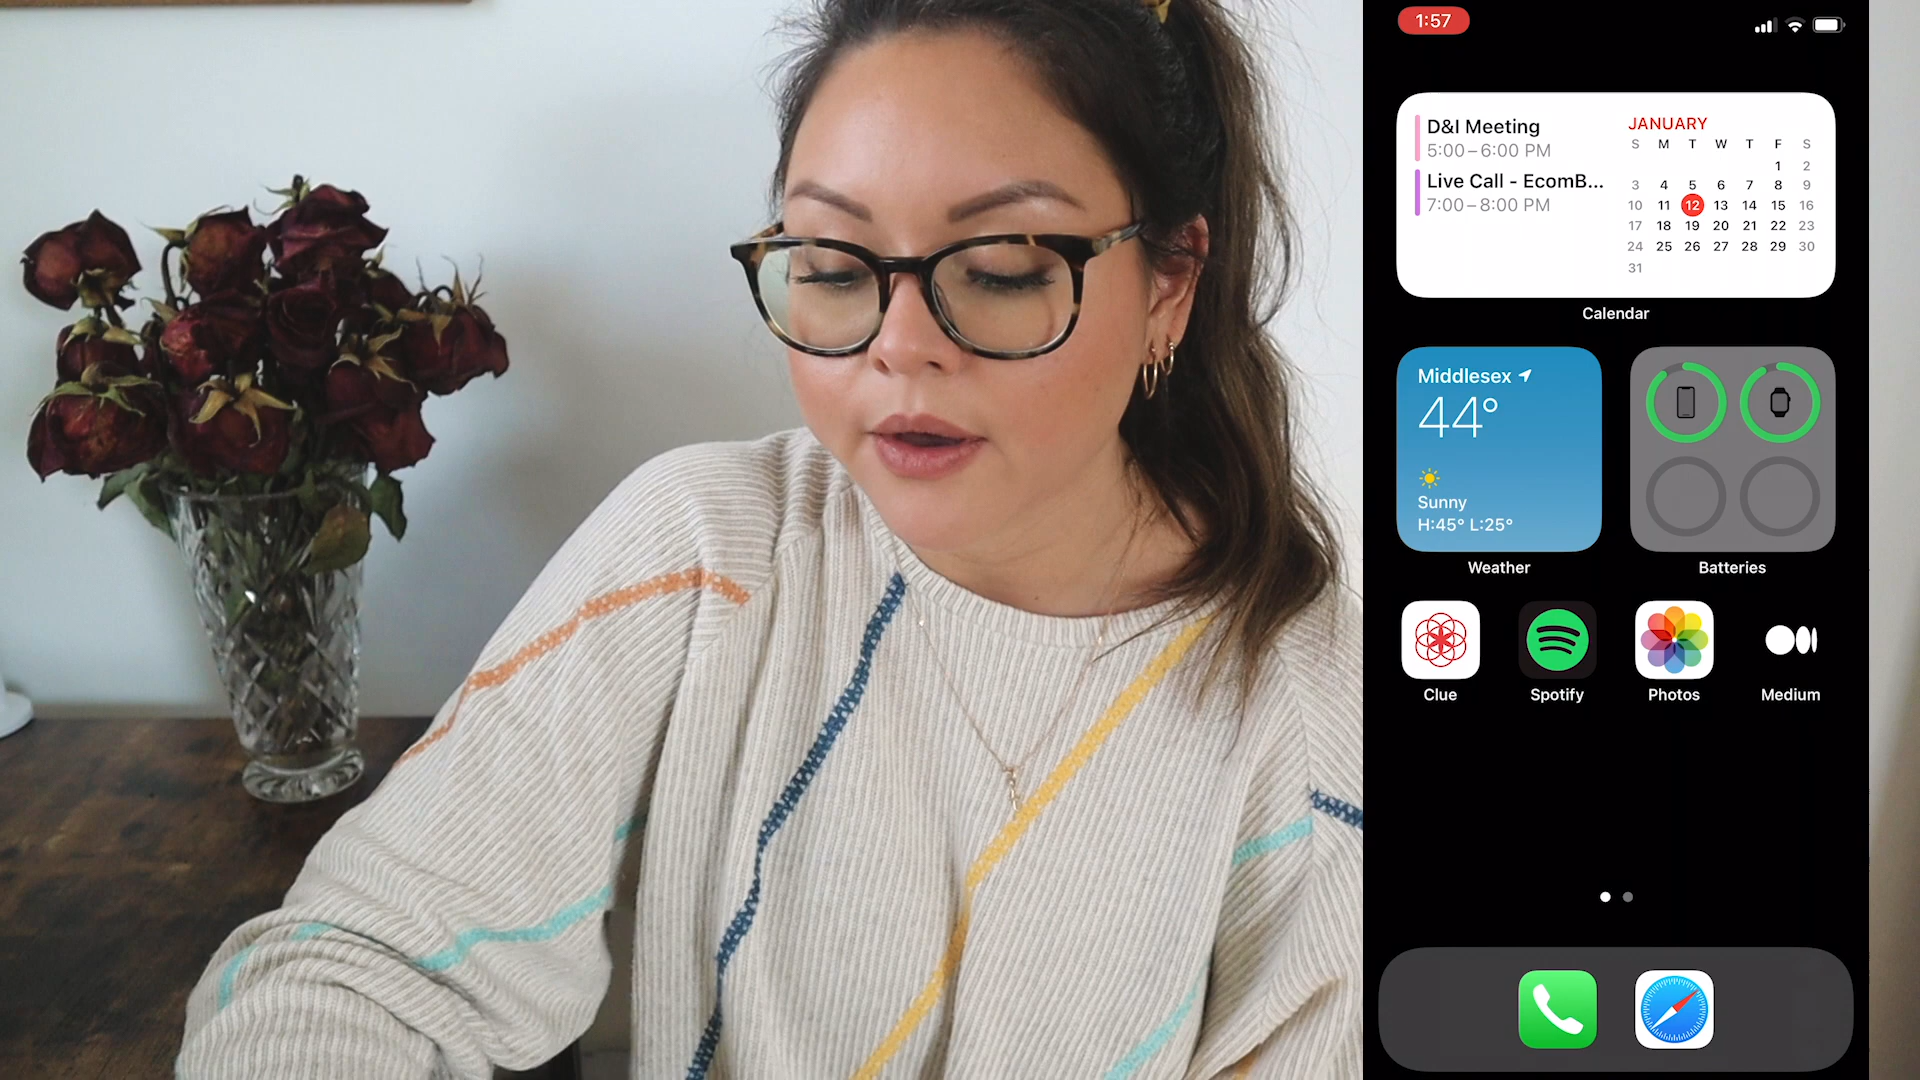 1:57
D&I Meeting
5:00–6:00 PM
Live Call - EcomB...
7:00–8:00 PM
JANUARY
S M T W T F S
1 2
3 4 5 6 7 8 9
10 11 12 13 14 15 16
17 18 19 20 21 22 23
24 25 26 27 28 29 30
31
Calendar
Middlesex
44°
Sunny
H:45° L:25°
Weather
Batteries
Clue
Spotify
Photos
Medium